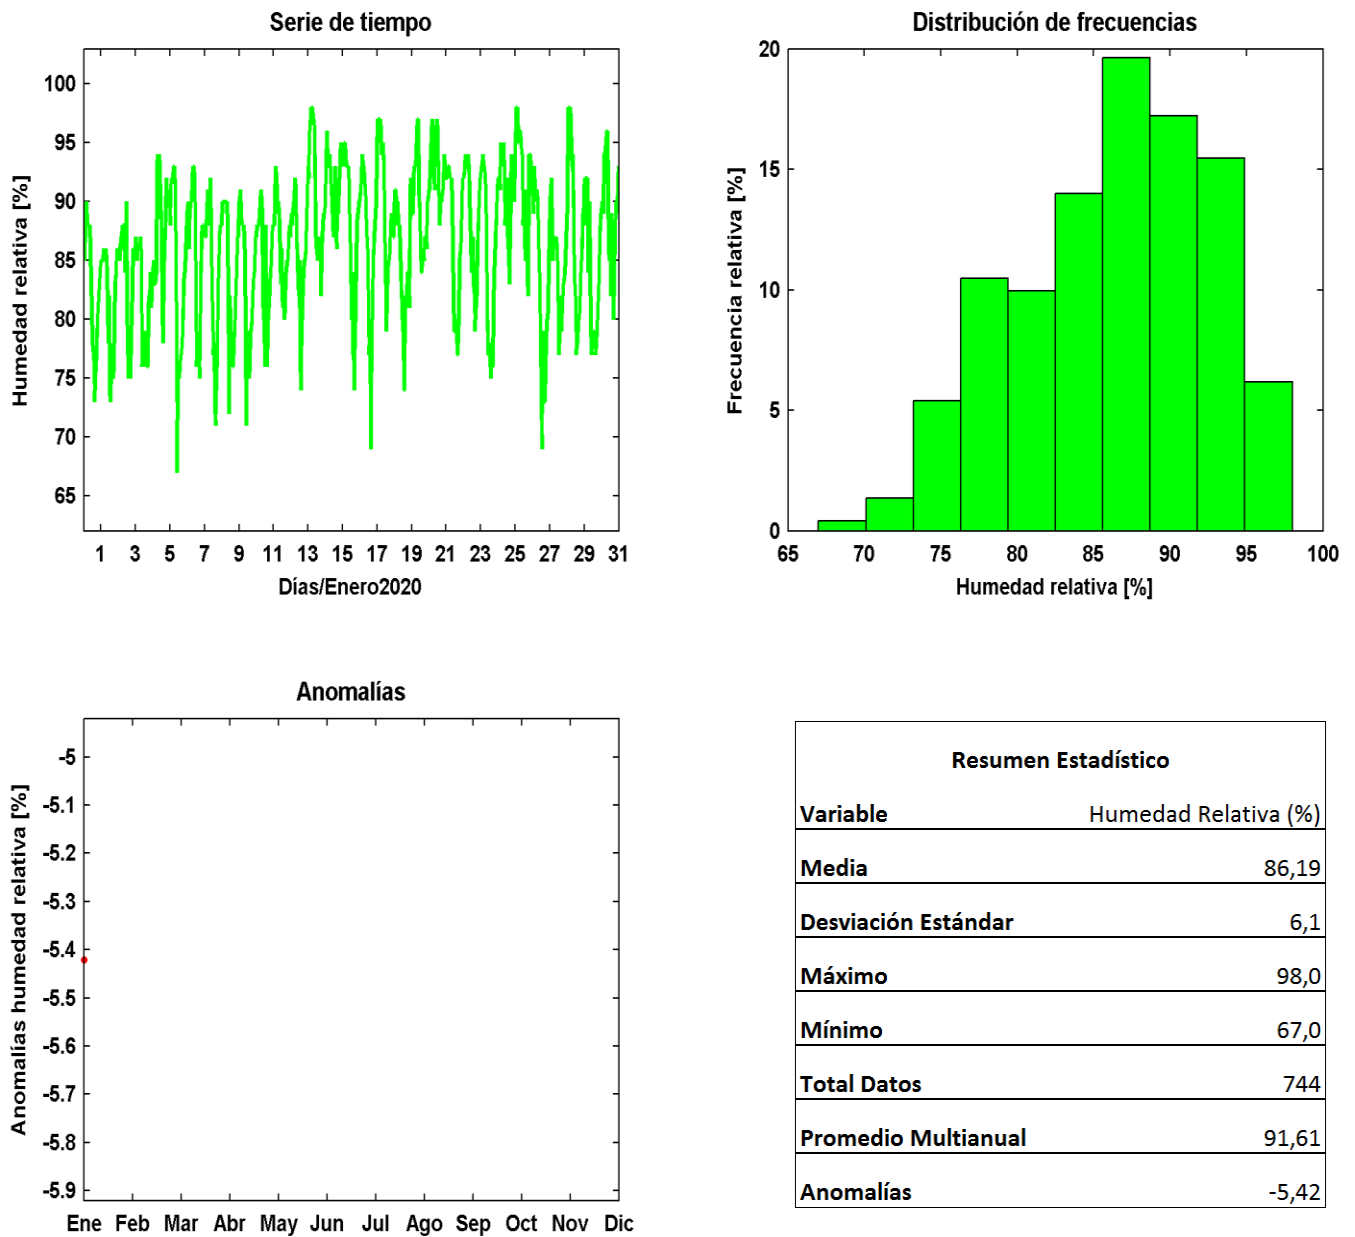 Serie de tiempo
Humedad relativa [%]
100
95
90
85
80
75
70
65
1 3 5 7 9 11 13 15 17 19 21 23 25 27 29 31
Días/Enero2020
Distribución de frecuencias
Frecuencia relativa [%]
20
15
10
5
0
65 70 75 80 85 90 95 100
Humedad relativa [%]
Anomalías
Anomalías humedad relativa [%]
-5
-5.1
-5.2
-5.3
-5.4
-5.5
-5.6
-5.7
-5.8
-5.9
Ene Feb Mar Abr May Jun Jul Ago Sep Oct Nov Dic
Resumen Estadístico
Variable Humedad Relativa (%)
Media 86,19
Desviación Estándar 6,1
Máximo 98,0
Mínimo 67,0
Total Datos 744
Promedio Multianual 91,61
Anomalías -5,42